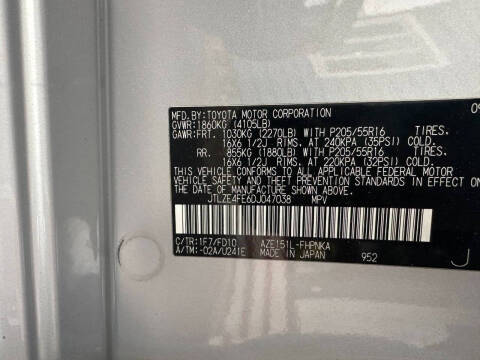 MFD.BY:TOYOTA MOTOR CORPORATION 09
GVWR:1860KG (4105LB)
GAWR:FRT. 1030KG (2270LB) WITH P205/55R16 TIRES.
16X6 1/2J RIMS, AT 240KPA (35PSI) COLD.
RR. 855KG (1880LB) WITH P205/55R16 TIRES.
16X6 1/2J RIMS, AT 220KPA (32PSI) COLD.
THIS VEHICLE CONFORMS TO ALL APPLICABLE FEDERAL MOTOR
VEHICLE SAFETY AND THEFT PREVENTION STANDARDS IN EFFECT ON
THE DATE OF MANUFACTURE SHOWN ABOVE.
JTLZE4FE6DJ047038 MPV
C/TR:1F7/FD10 AZE151L-FHPNKA
A/TM:-02A/U241E MADE IN JAPAN 952 J